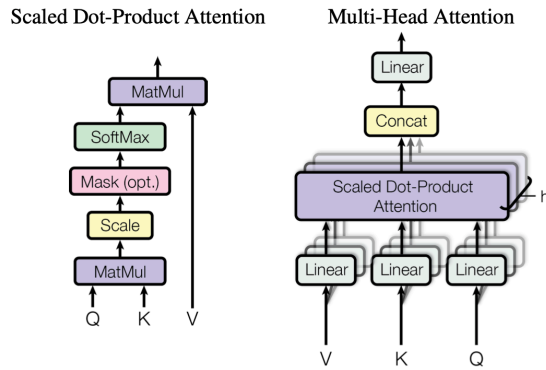 Scaled Dot-Product Attention
MatMul
SoftMax
Mask (opt.)
Scale
MatMul
Q K V
Multi-Head Attention
Linear
Concat
Scaled Dot-Product
Attention
h
Linear Linear Linear
V K Q